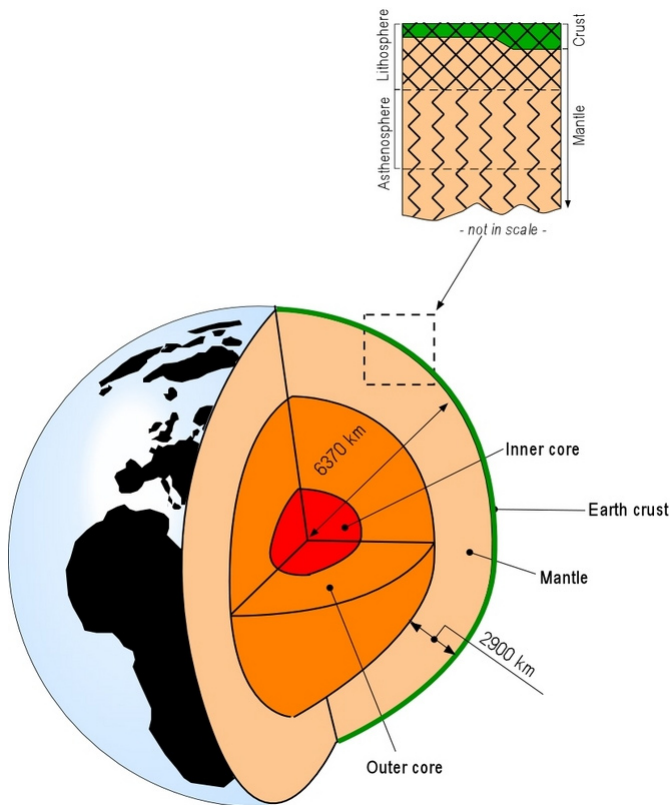 Lithosphere
Asthenosphere
Crust
Mantle
- not in scale -
6370 km
Inner core
Earth crust
Mantle
2900 km
Outer core